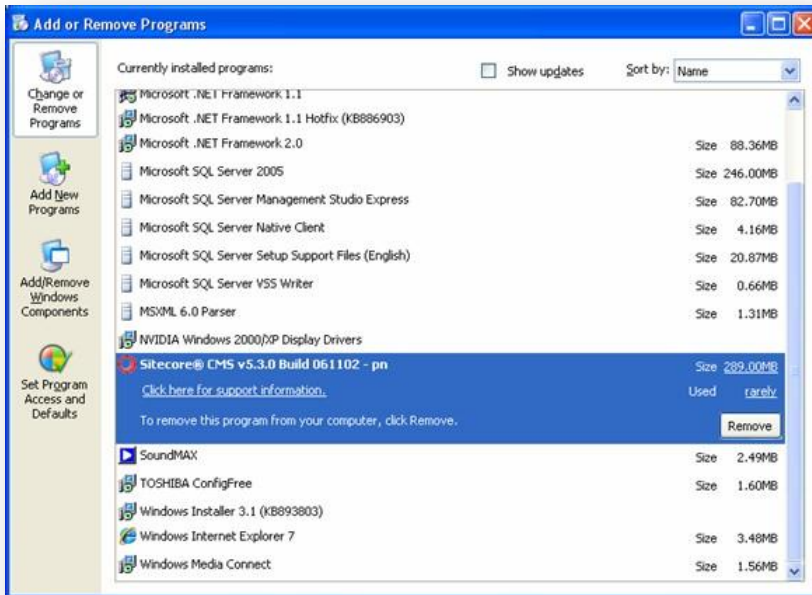 Add or Remove Programs
Change or
Remove
Programs
Add New
Programs
Add/Remove
Windows
Components
Set Program
Access and
Defaults
Currently installed programs:
Show updates
Sort by: Name
Microsoft .NET Framework 1.1
Microsoft .NET Framework 1.1 Hotfix (KB886903)
Microsoft .NET Framework 2.0 Size 88.36MB
Microsoft SQL Server 2005 Size 246.00MB
Microsoft SQL Server Management Studio Express Size 82.70MB
Microsoft SQL Server Native Client Size 4.16MB
Microsoft SQL Server Setup Support Files (English) Size 20.87MB
Microsoft SQL Server VSS Writer Size 0.66MB
MSXML 6.0 Parser Size 1.31MB
NVIDIA Windows 2000/XP Display Drivers
Sitecore® CMS v5.3.0 Build 061102 - pn Size 289.00MB
Click here for support information. Used rarely
To remove this program from your computer, click Remove.
Remove
SoundMAX Size 2.49MB
TOSHIBA ConfigFree Size 1.60MB
Windows Installer 3.1 (KB893803)
Windows Internet Explorer 7 Size 3.48MB
Windows Media Connect Size 1.56MB